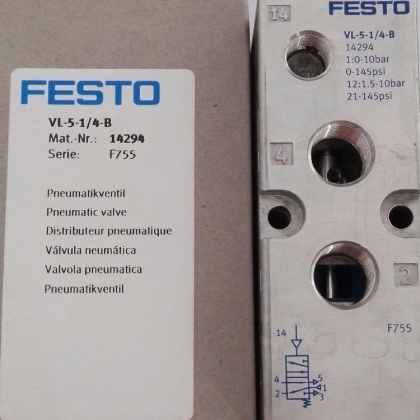 FESTO
VL-5-1/4-B
Mat.-Nr.: 14294
Serie: F755
Pneumatikventil
Pneumatic valve
Distributeur pneumatique
Válvula neumática
Valvola pneumatica
Pneumatikventil
14
FESTO
VL-5-1/4-B
14294
1:0-10bar
0-145psi
12:1.5-10bar
21-145psi
4
2
F755
14
4
5
1
2
3